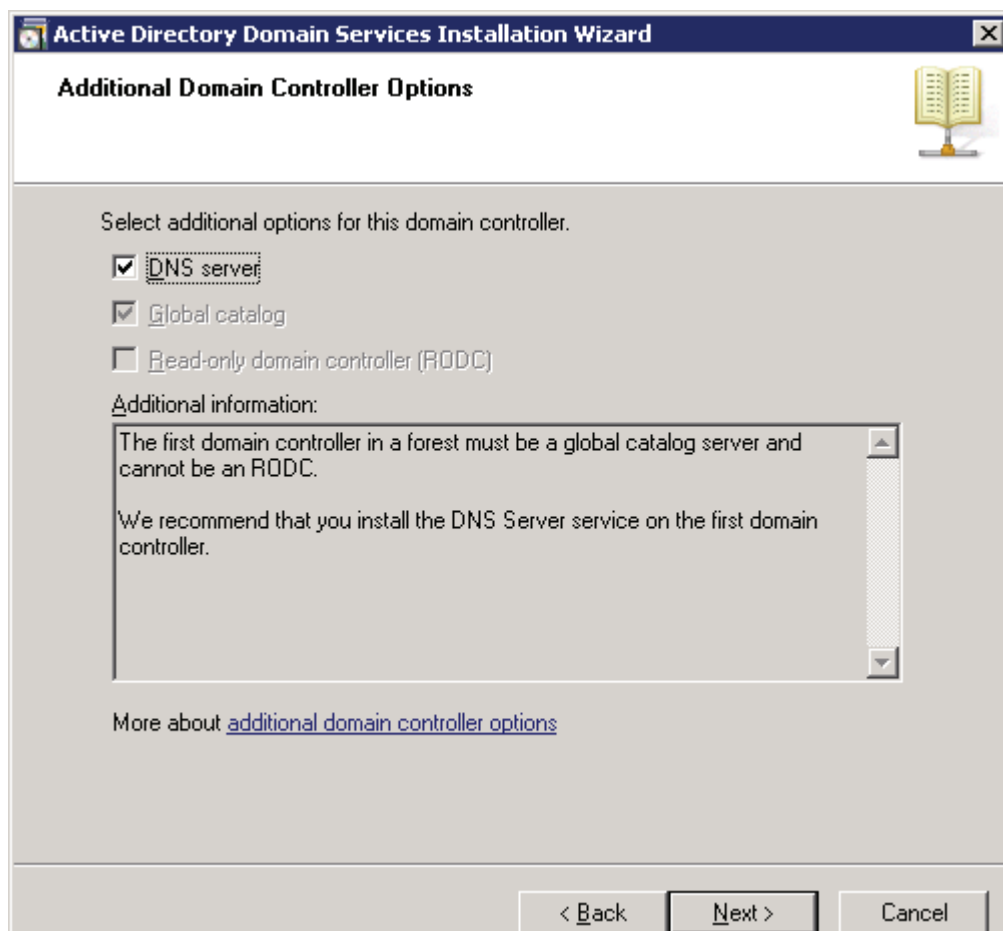 Active Directory Domain Services Installation Wizard
Additional Domain Controller Options
Select additional options for this domain controller.
DNS server
Global catalog
Read-only domain controller (RODC)
Additional information:
The first domain controller in a forest must be a global catalog server and
cannot be an RODC.
We recommend that you install the DNS Server service on the first domain
controller.
More about additional domain controller options
< Back
Next >
Cancel